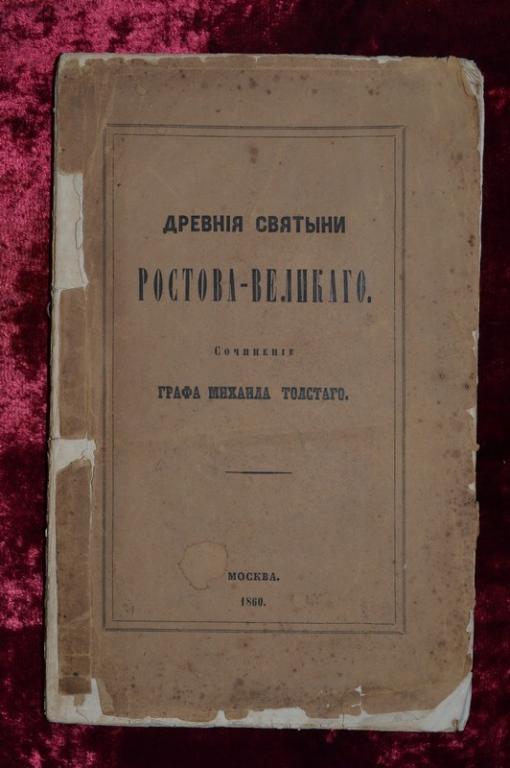 ДРЕВНІЯ СВЯТЫНИ
РОСТОВА-ВЕЛИКАГО.
Сочиненіе
ГРАФА МИХАИЛА ТОЛСТАГО.
МОСКВА.
1860.